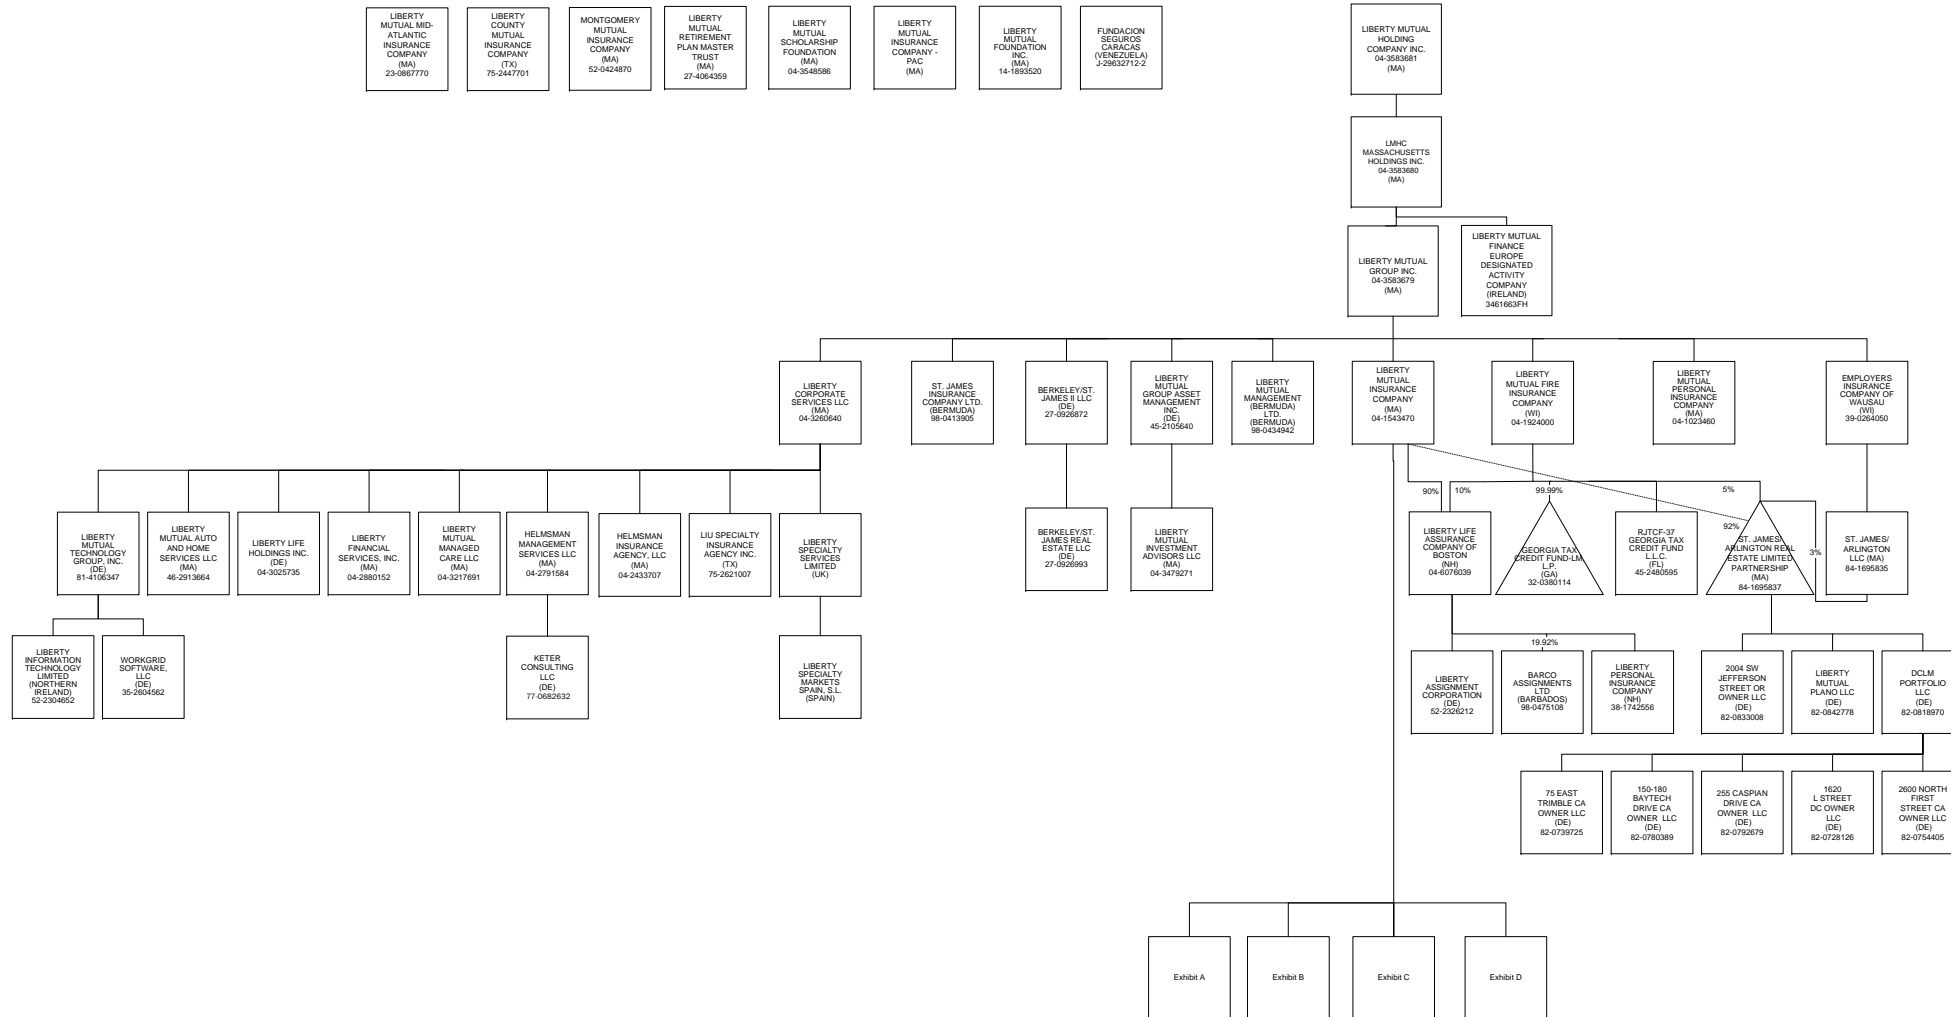 LIBERTY
MUTUAL MID-
ATLANTIC
INSURANCE
COMPANY
(MA)
23-0867770
LIBERTY
COUNTY
MUTUAL
INSURANCE
COMPANY
(TX)
75-2447701
MONTGOMERY
MUTUAL
INSURANCE
COMPANY
(MA)
52-0424870
LIBERTY
MUTUAL
RETIREMENT
PLAN MASTER
TRUST
(MA)
27-4064359
LIBERTY
MUTUAL
SCHOLARSHIP
FOUNDATION
(MA)
04-3548586
LIBERTY
MUTUAL
INSURANCE
COMPANY -
PAC
(MA)
LIBERTY
MUTUAL
FOUNDATION
INC.
(MA)
14-1893520
FUNDACION
SEGUROS
CARACAS
(VENEZUELA)
J-29632712-2
LIBERTY MUTUAL
HOLDING
COMPANY INC.
04-3583681
(MA)
LMHC
MASSACHUSETTS
HOLDINGS INC.
04-3583680
(MA)
LIBERTY MUTUAL
GROUP INC.
04-3583679
(MA)
LIBERTY MUTUAL
FINANCE
EUROPE
DESIGNATED
ACTIVITY
COMPANY
(IRELAND)
3461663FH
LIBERTY
CORPORATE
SERVICES LLC
(MA)
04-3260640
ST. JAMES
INSURANCE
COMPANY LTD.
(BERMUDA)
98-0413905
BERKELEY/ST.
JAMES II LLC
(DE)
27-0926872
LIBERTY
MUTUAL
GROUP ASSET
MANAGEMENT
INC.
(DE)
45-2105640
LIBERTY
MUTUAL
MANAGEMENT
(BERMUDA)
LTD.
(BERMUDA)
98-0434942
LIBERTY
MUTUAL
INSURANCE
COMPANY
(MA)
04-1543470
LIBERTY
MUTUAL FIRE
INSURANCE
COMPANY
(WI)
04-1924000
LIBERTY
MUTUAL
PERSONAL
INSURANCE
COMPANY
(MA)
04-1023460
EMPLOYERS
INSURANCE
COMPANY OF
WAUSAU
(WI)
39-0264050
90%
10%
99.99%
5%
92%
3%
LIBERTY
MUTUAL
TECHNOLOGY
GROUP, INC.
(DE)
81-4106347
LIBERTY
MUTUAL AUTO
AND HOME
SERVICES LLC
(MA)
46-2913664
LIBERTY LIFE
HOLDINGS INC.
(DE)
04-3025735
LIBERTY
FINANCIAL
SERVICES, INC.
(MA)
04-2880152
LIBERTY
MUTUAL
MANAGED
CARE LLC
(MA)
04-3217691
HELMSMAN
MANAGEMENT
SERVICES LLC
(MA)
04-2791584
HELMSMAN
INSURANCE
AGENCY, LLC
(MA)
04-2433707
LIU SPECIALTY
INSURANCE
AGENCY INC.
(TX)
75-2621007
LIBERTY
SPECIALTY
SERVICES
LIMITED
(UK)
BERKELEY/ST.
JAMES REAL
ESTATE LLC
(DE)
27-0926993
LIBERTY
MUTUAL
INVESTMENT
ADVISORS LLC
(MA)
04-3479271
LIBERTY LIFE
ASSURANCE
COMPANY OF
BOSTON
(NH)
04-6076039
GEORGIA TAX
CREDIT FUND-LM
L.P.
(GA)
32-0380114
RJTCF-37
GEORGIA TAX
CREDIT FUND
L.L.C.
(FL)
45-2480595
ST. JAMES/
ARLINGTON REAL
ESTATE LIMITED
PARTNERSHIP
(MA)
84-1695837
ST. JAMES/
ARLINGTON
LLC (MA)
84-1695835
LIBERTY
INFORMATION
TECHNOLOGY
LIMITED
(NORTHERN
IRELAND)
52-2304652
WORKGRID
SOFTWARE,
LLC
(DE)
35-2604562
KETER
CONSULTING
LLC
(DE)
77-0682632
LIBERTY
SPECIALTY
MARKETS
SPAIN, S.L.
(SPAIN)
19.92%
LIBERTY
ASSIGNMENT
CORPORATION
(DE)
52-2326212
BARCO
ASSIGNMENTS
LTD
(BARBADOS)
98-0475108
LIBERTY
PERSONAL
INSURANCE
COMPANY
(NH)
38-1742556
2004 SW
JEFFERSON
STREET OR
OWNER LLC
(DE)
82-0833008
LIBERTY
MUTUAL
PLANO LLC
(DE)
82-0842778
DCLM
PORTFOLIO
LLC
(DE)
82-0818970
75 EAST
TRIMBLE CA
OWNER LLC
(DE)
82-0739725
150-180
BAYTECH
DRIVE CA
OWNER LLC
(DE)
82-0780389
255 CASPIAN
DRIVE CA
OWNER LLC
(DE)
82-0792679
1620
L STREET
DC OWNER
LLC
(DE)
82-0728126
2600 NORTH
FIRST
STREET CA
OWNER LLC
(DE)
82-0754405
Exhibit A
Exhibit B
Exhibit C
Exhibit D